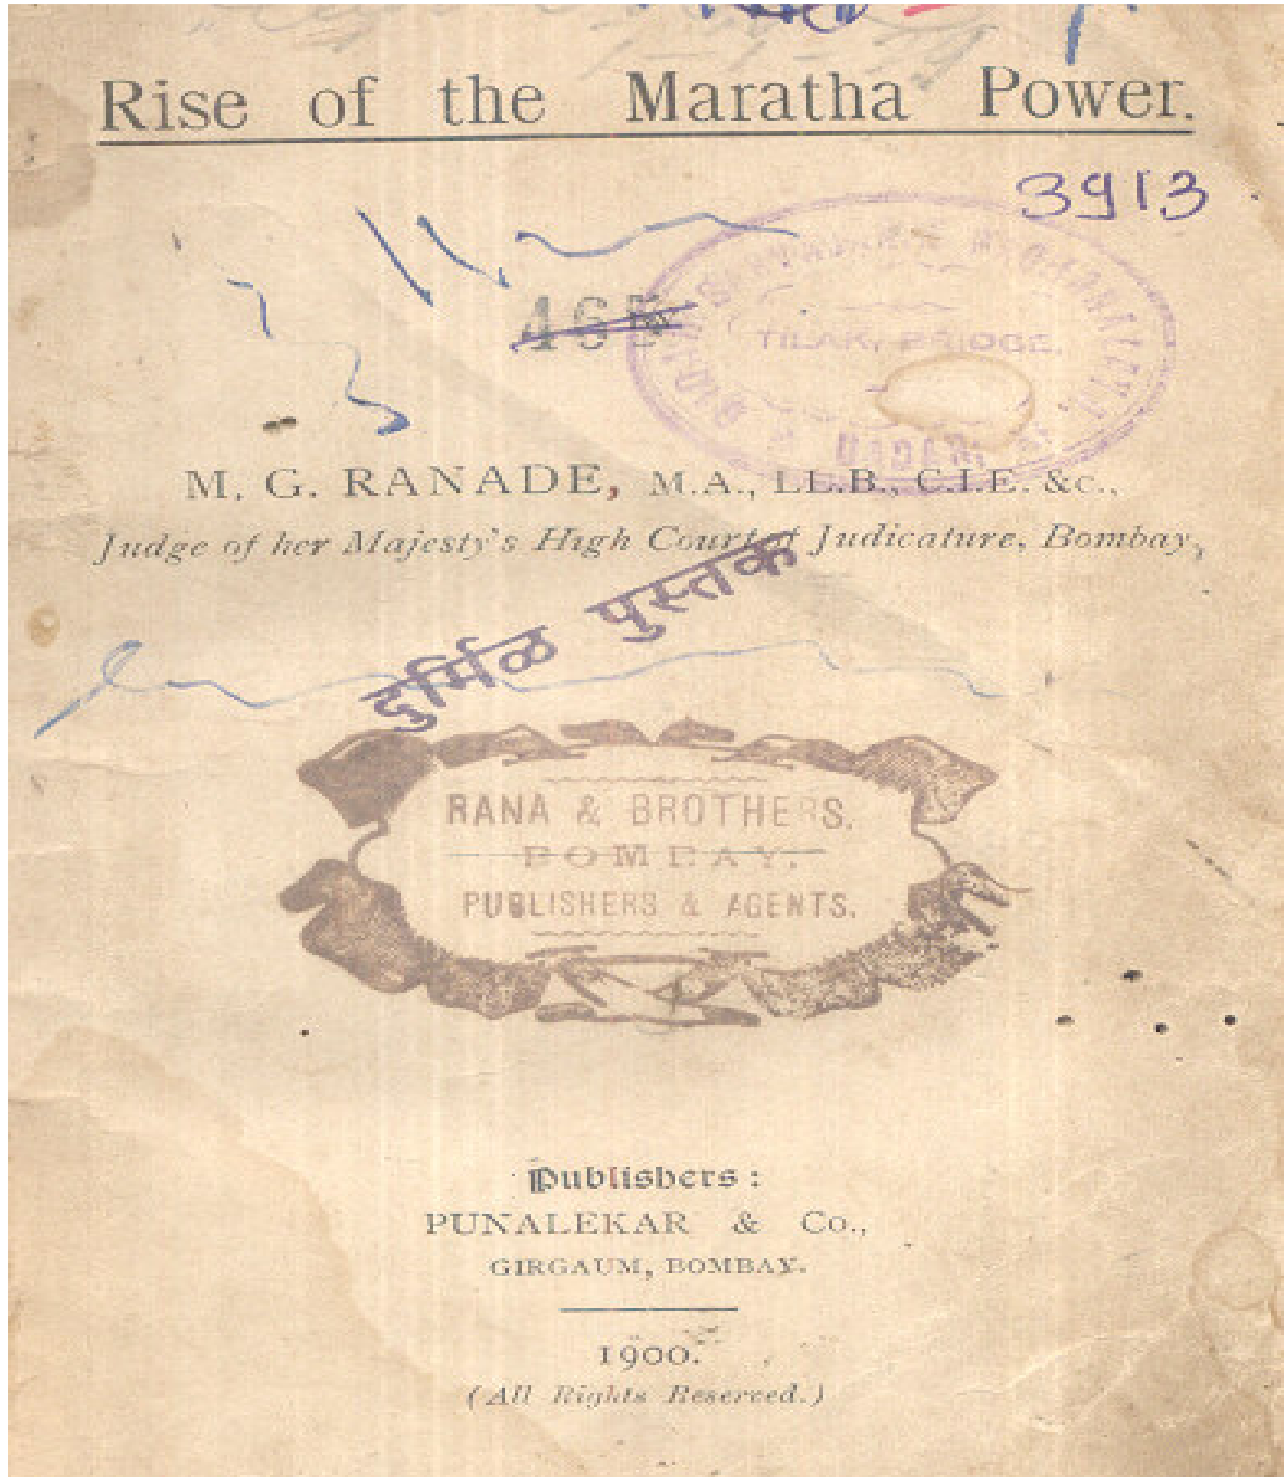 Rise of the Maratha Power.
3913
465
TILAK BRIDGE.
DADAR
M. G. RANADE, M.A., LL.B., C.I.E. &c.,
Judge of her Majesty's High Court of Judicature, Bombay,
दुर्मिळ पुस्तक
RANA & BROTHERS.
BOMBAY.
PUBLISHERS & AGENTS.
Publishers:
PUNALEKAR & Co.,
GIRGAUM, BOMBAY.
1900.
(All Rights Reserved.)